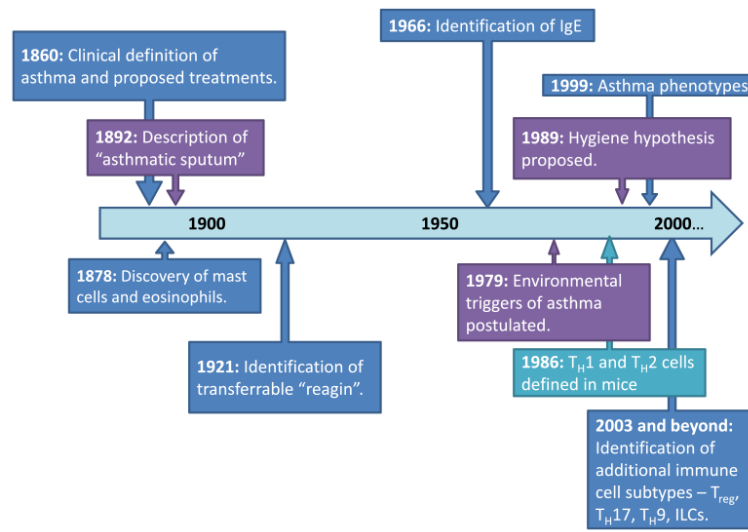 1966: Identification of IgE
1860: Clinical definition of
asthma and proposed treatments.
1999: Asthma phenotypes
1892: Description of
“asthmatic sputum”
1989: Hygiene hypothesis
proposed.
1900
1950
2000…
1878: Discovery of mast
cells and eosinophils.
1979: Environmental
triggers of asthma
postulated.
1921: Identification of
transferrable “reagin”.
1986: TH1 and TH2 cells
defined in mice
2003 and beyond:
Identification of
additional immune
cell subtypes – Treg,
TH17, TH9, ILCs.